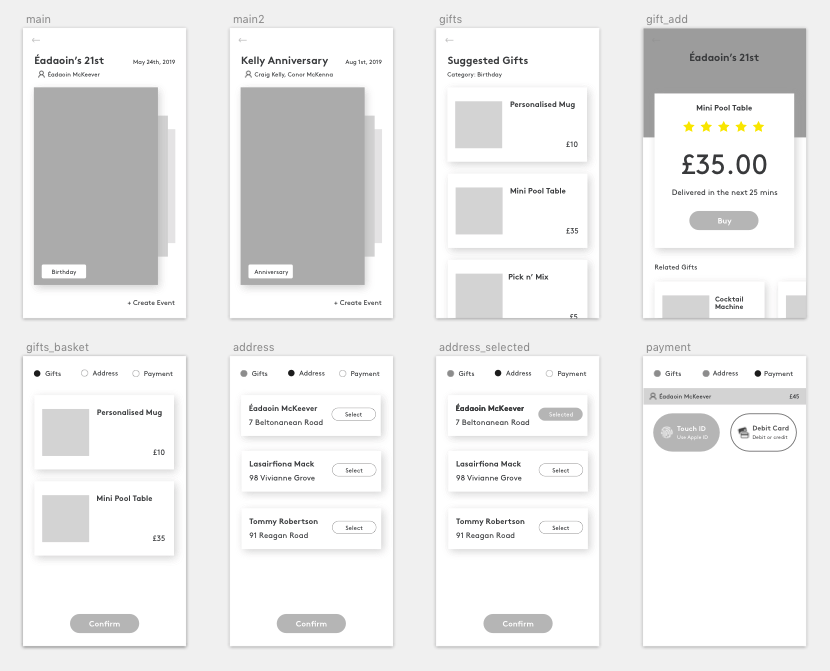 main
←
Éadaoin's 21st
May 24th, 2019
Éadaoin McKeever
Birthday
+ Create Event
main2
←
Kelly Anniversary
Aug 1st, 2019
Craig Kelly, Conor McKenna
Anniversary
+ Create Event
gifts
←
Suggested Gifts
Category: Birthday
Personalised Mug
£10
Mini Pool Table
£35
Pick n' Mix
£5
gift_add
Éadaoin's 21st
Mini Pool Table
£35.00
Delivered in the next 25 mins
Buy
Related Gifts
Cocktail
Machine
gifts_basket
Gifts
Address
Payment
Personalised Mug
£10
Mini Pool Table
£35
Confirm
address
Gifts
Address
Payment
Éadaoin McKeever
7 Beltonanean Road
Select
Lasairfiona Mack
98 Vivianne Grove
Select
Tommy Robertson
91 Reagan Road
Select
Confirm
address_selected
Gifts
Address
Payment
Éadaoin McKeever
7 Beltonanean Road
Selected
Lasairfiona Mack
98 Vivianne Grove
Select
Tommy Robertson
91 Reagan Road
Select
Confirm
payment
Gifts
Address
Payment
Éadaoin McKeever
£45
Touch ID
Use Apple ID
Debit Card
Debit or credit